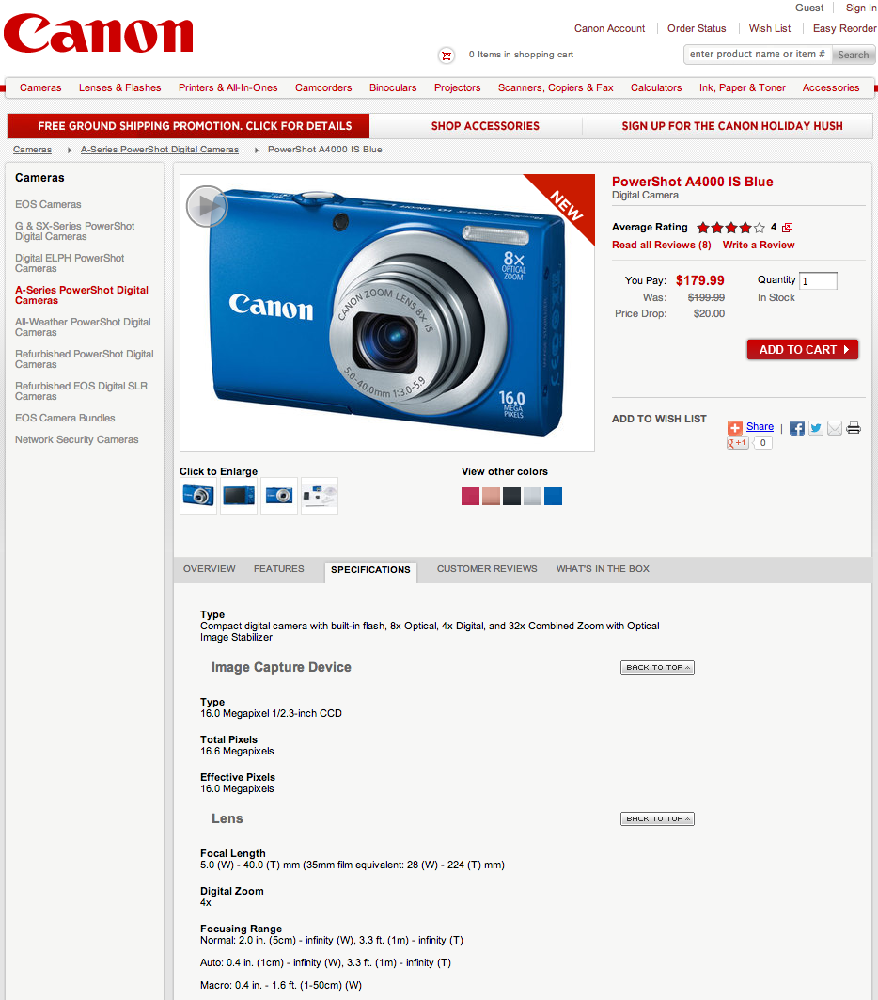 Guest
Sign In
Canon
Canon Account
Order Status
Wish List
Easy Reorder
0 Items in shopping cart
enter product name or item #
Search
Cameras
Lenses & Flashes
Printers & All-In-Ones
Camcorders
Binoculars
Projectors
Scanners, Copiers & Fax
Calculators
Ink, Paper & Toner
Accessories
FREE GROUND SHIPPING PROMOTION. CLICK FOR DETAILS
SHOP ACCESSORIES
SIGN UP FOR THE CANON HOLIDAY HUSH
Cameras
A-Series PowerShot Digital Cameras
PowerShot A4000 IS Blue
Cameras
EOS Cameras
G & SX-Series PowerShot
Digital Cameras
Digital ELPH PowerShot
Cameras
A-Series PowerShot Digital
Cameras
All-Weather PowerShot Digital
Cameras
Refurbished PowerShot Digital
Cameras
Refurbished EOS Digital SLR
Cameras
EOS Camera Bundles
Network Security Cameras
NEW
8x
OPTICAL
ZOOM
Canon
CANON ZOOM LENS 8X IS
5.0-40.0mm 1:3.0-5.9
16.0
MEGA
PIXELS
PowerShot A4000 IS Blue
Digital Camera
Average Rating
4
Read all Reviews (8)
Write a Review
You Pay: $179.99
Quantity 1
Was: $199.99
In Stock
Price Drop: $20.00
ADD TO CART
ADD TO WISH LIST
Share
|
g +1
0
Click to Enlarge
View other colors
OVERVIEW
FEATURES
SPECIFICATIONS
CUSTOMER REVIEWS
WHAT'S IN THE BOX
Type
Compact digital camera with built-in flash, 8x Optical, 4x Digital, and 32x Combined Zoom with Optical
Image Stabilizer
Image Capture Device
BACK TO TOP
Type
16.0 Megapixel 1/2.3-inch CCD
Total Pixels
16.6 Megapixels
Effective Pixels
16.0 Megapixels
Lens
BACK TO TOP
Focal Length
5.0 (W) - 40.0 (T) mm (35mm film equivalent: 28 (W) - 224 (T) mm)
Digital Zoom
4x
Focusing Range
Normal: 2.0 in. (5cm) - infinity (W), 3.3 ft. (1m) - infinity (T)
Auto: 0.4 in. (1cm) - infinity (W), 3.3 ft. (1m) - infinity (T)
Macro: 0.4 in. - 1.6 ft. (1-50cm) (W)